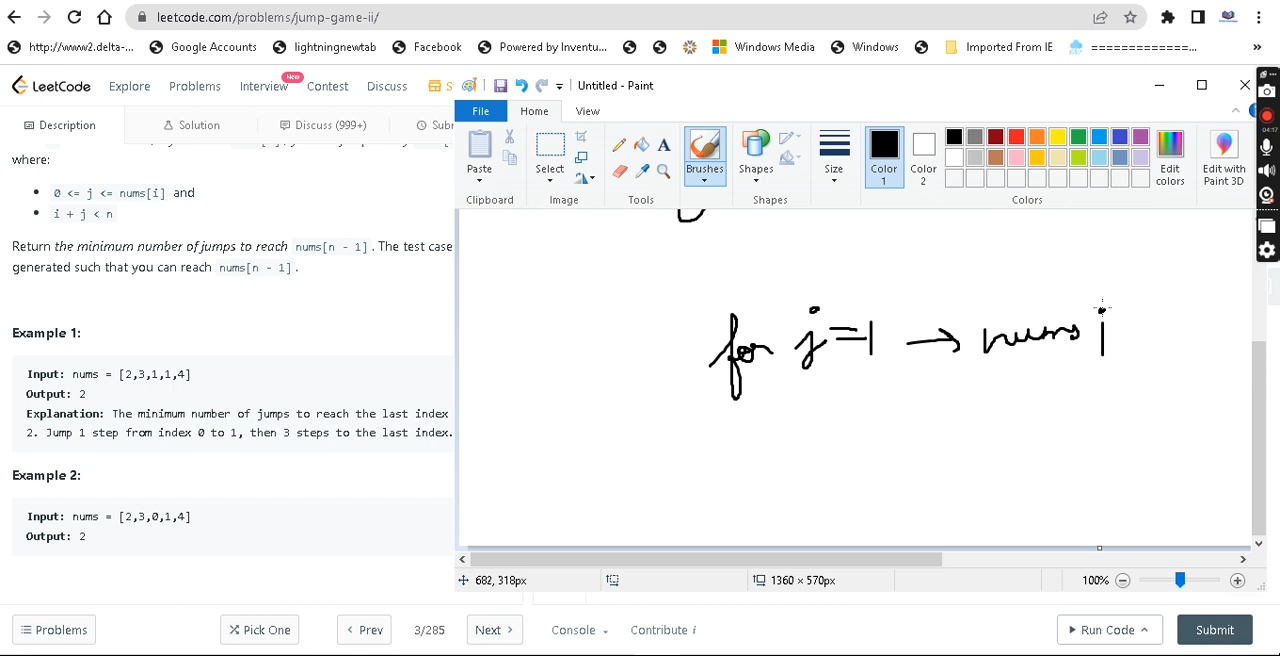 leetcode.com/problems/jump-game-ii/
http://www2.delta-... Google Accounts lightningnewtab Facebook Powered by Inventu... Windows Media Windows Imported From IE =============... »
LeetCode Explore Problems Interview New Contest Discuss S
Untitled - Paint
File Home View
Description Solution Discuss (999+) Sub
Paste Select Brushes Shapes Size Color 1 Color 2 Edit colors Edit with Paint 3D
Clipboard Image Tools Shapes Colors
04:17
where:
0 <= j <= nums[i] and
i + j < n
Return the minimum number of jumps to reach nums[n - 1]. The test case
generated such that you can reach nums[n - 1].
for j=1 → nums i
Example 1:
Input: nums = [2,3,1,1,4]
Output: 2
Explanation: The minimum number of jumps to reach the last index
2. Jump 1 step from index 0 to 1, then 3 steps to the last index.
Example 2:
Input: nums = [2,3,0,1,4]
Output: 2
682, 318px 1360 × 570px 100%
Problems Pick One Prev 3/285 Next Console Contribute i Run Code Submit